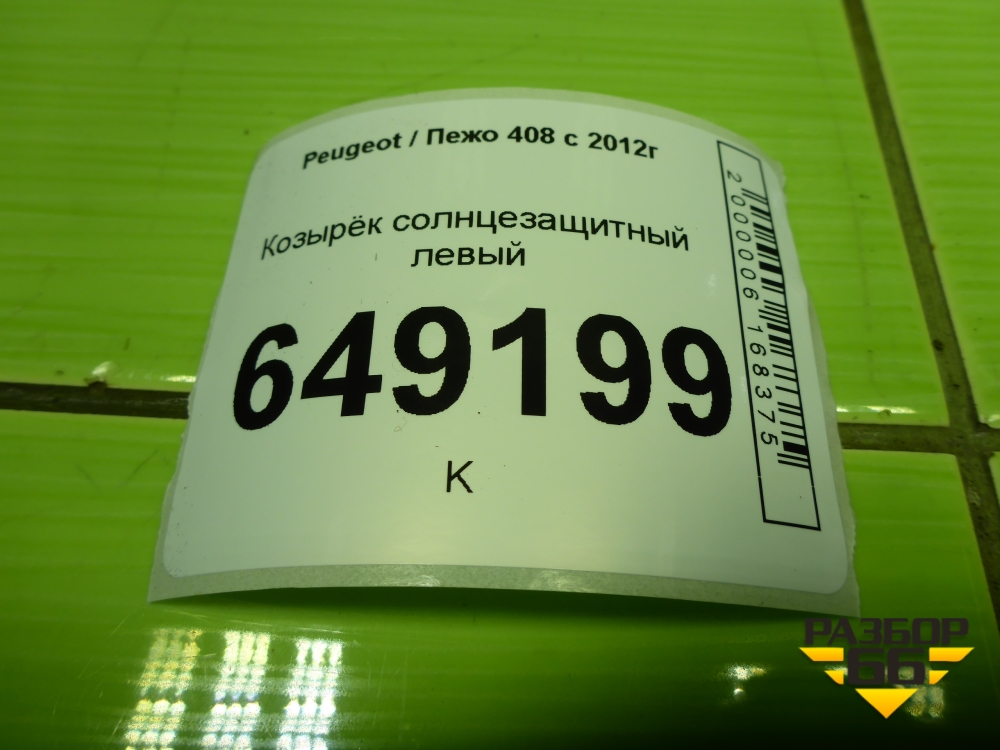 Peugeot / Пежо 408 с 2012г
Козырёк солнцезащитный
левый
649199
К
2000006168375
РАЗБОР
66